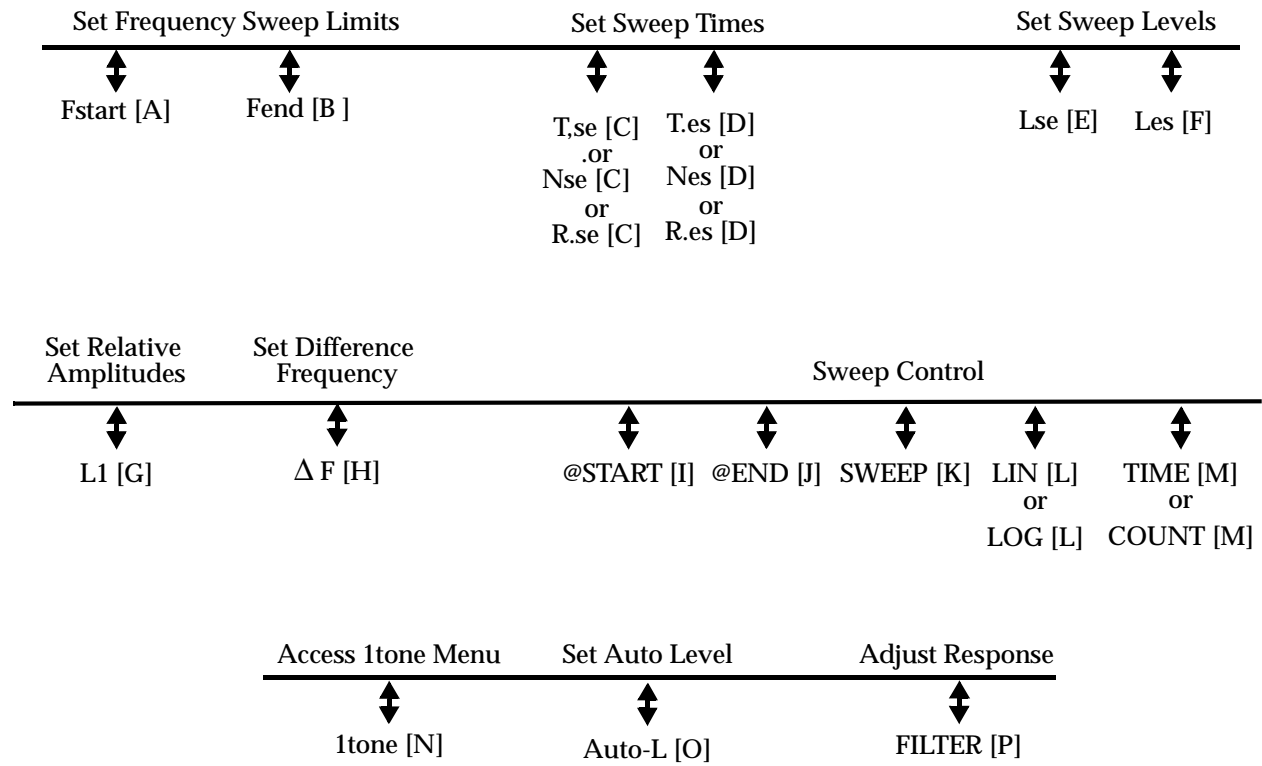 Set Frequency Sweep Limits
Set Sweep Times
Set Sweep Levels
Fstart [A]
Fend [B ]
T,se [C]
.or
Nse [C]
or
R.se [C]
T.es [D]
or
Nes [D]
or
R.es [D]
Lse [E]
Les [F]
Set Relative
Amplitudes
Set Difference
Frequency
Sweep Control
L1 [G]
Δ F [H]
@START [I]
@END [J]
SWEEP [K]
LIN [L]
or
LOG [L]
TIME [M]
or
COUNT [M]
Access 1tone Menu
Set Auto Level
Adjust Response
1tone [N]
Auto-L [O]
FILTER [P]